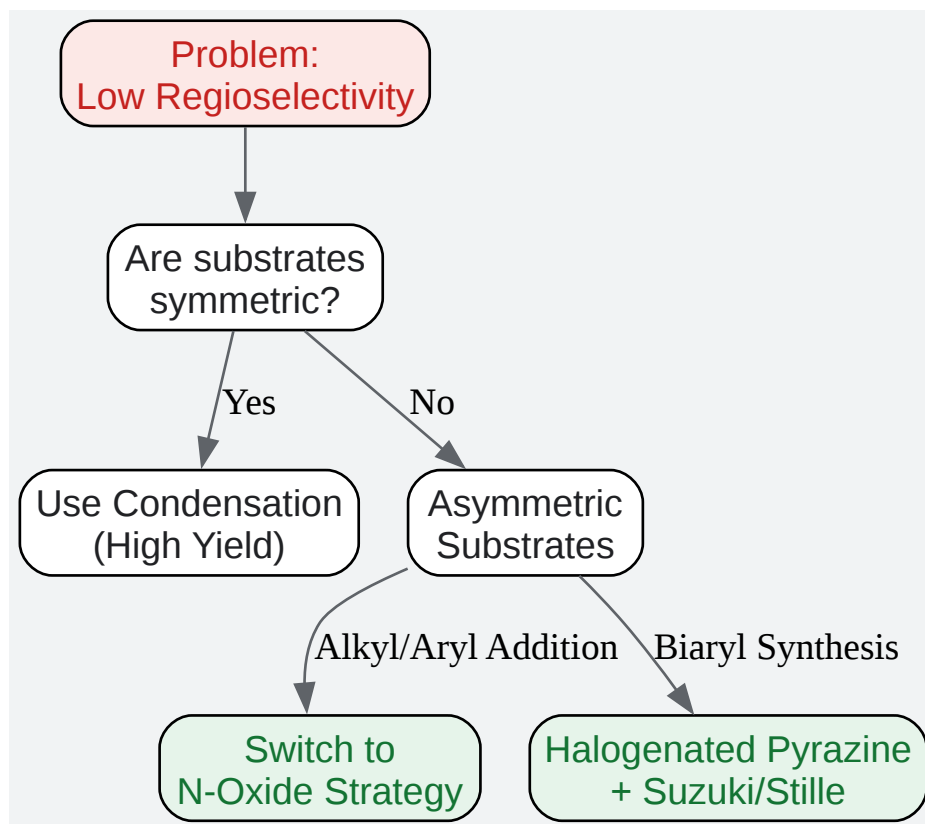 Problem:
Low Regioselectivity
Are substrates
symmetric?
Yes
No
Use Condensation
(High Yield)
Asymmetric
Substrates
Alkyl/Aryl Addition
Biaryl Synthesis
Switch to
N-Oxide Strategy
Halogenated Pyrazine
+ Suzuki/Stille